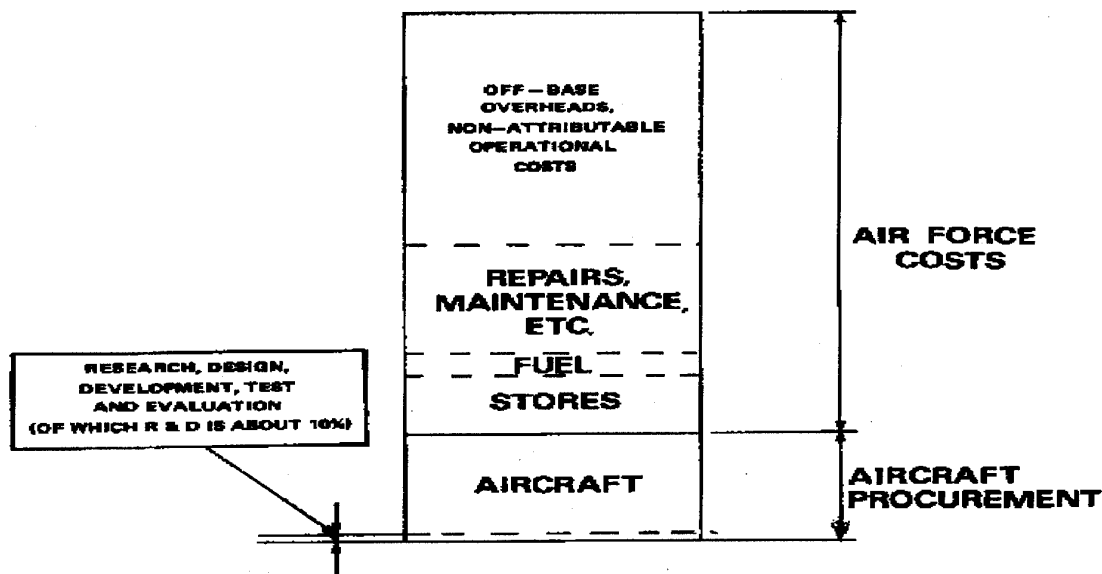 OFF-BASE
OVERHEADS,
NON-ATTRIBUTABLE
OPERATIONAL
COSTS
REPAIRS,
MAINTENANCE,
ETC.
FUEL
STORES
AIRCRAFT
AIR FORCE
COSTS
AIRCRAFT
PROCUREMENT
RESEARCH, DESIGN,
DEVELOPMENT, TEST
AND EVALUATION
(OF WHICH R & D IS ABOUT 10%)